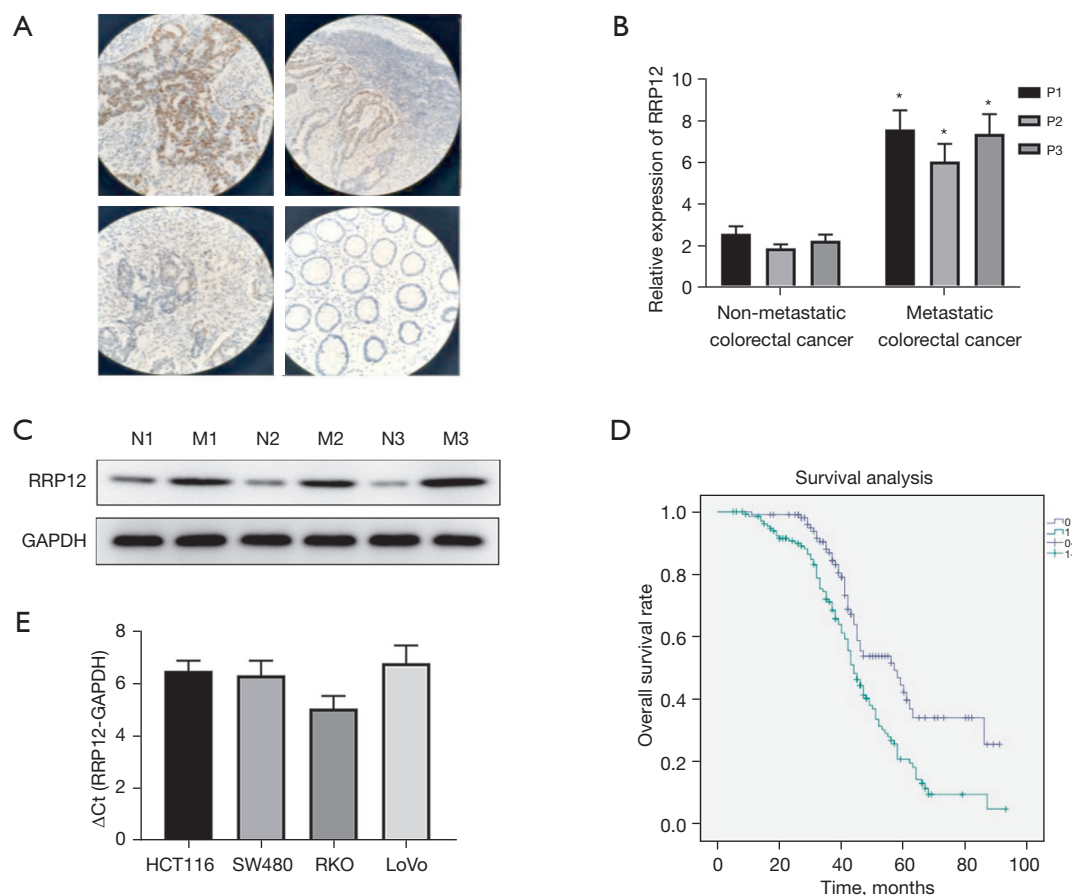 A
B
Relative expression of RRP12
10
8
6
4
2
0
* * *
P1
P2
P3
Non-metastatic
colorectal cancer
Metastatic
colorectal cancer
C
N1 M1 N2 M2 N3 M3
RRP12
GAPDH
D
Survival analysis
Overall survival rate
1.0
0.8
0.6
0.4
0.2
0.0
0 20 40 60 80 100
Time, months
0
1
0-
1-
E
ΔCt (RRP12-GAPDH)
8
6
4
2
0
HCT116 SW480 RKO LoVo